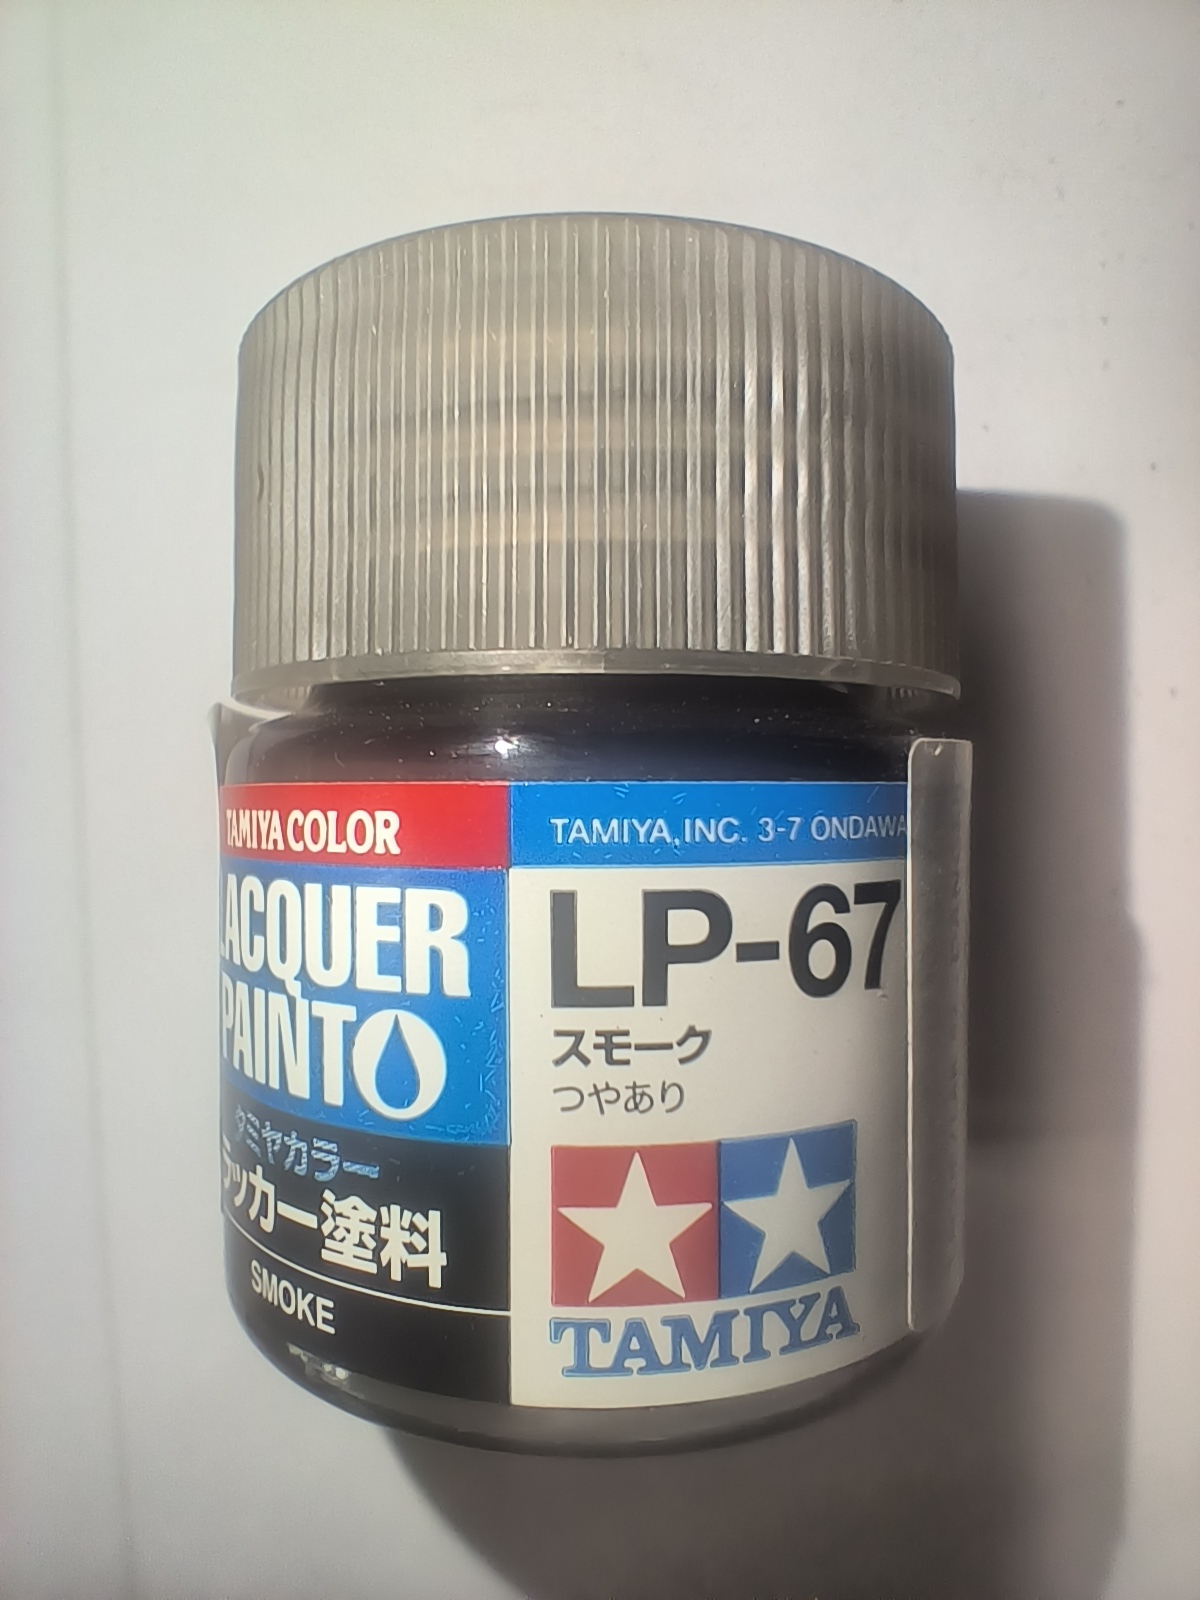 TAMIYA COLOR
LACQUER
PAINT
タミヤカラー
ラッカー塗料
SMOKE
TAMIYA, INC. 3-7 ONDAWA
LP-67
スモーク
つやあり
TAMIYA